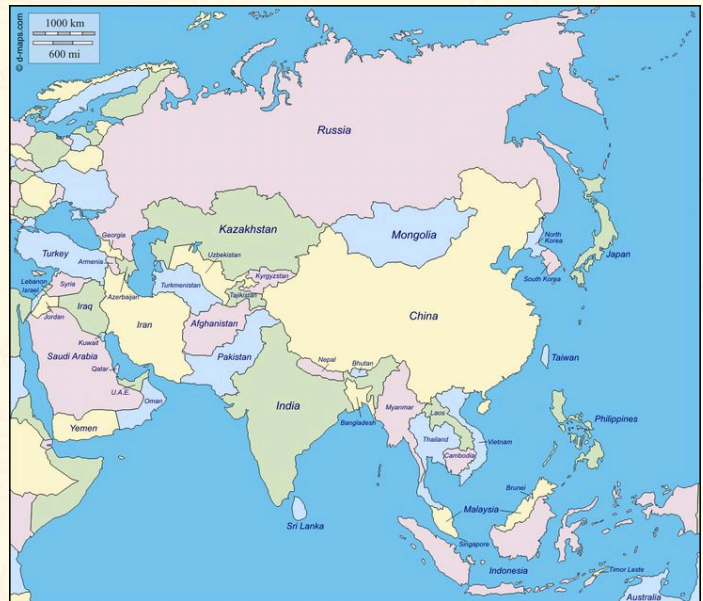 1000 km
600 mi
© d-maps.com
Russia
Kazakhstan
Mongolia
Georgia
Turkey
Uzbekistan
North
Korea
Japan
Armenia
Kyrgyzstan
South Korea
Lebanon
Israel
Syria
Turkmenistan
Tajikistan
Azerbaijan
Iraq
Jordan
Iran
Afghanistan
China
Kuwait
Saudi Arabia
Pakistan
Nepal
Bhutan
Taiwan
Qatar
U.A.E.
Oman
India
Myanmar
Laos
Bangladesh
Philippines
Yemen
Thailand
Vietnam
Cambodia
Brunei
Malaysia
Sri Lanka
Singapore
Indonesia
Timor Leste
Australia